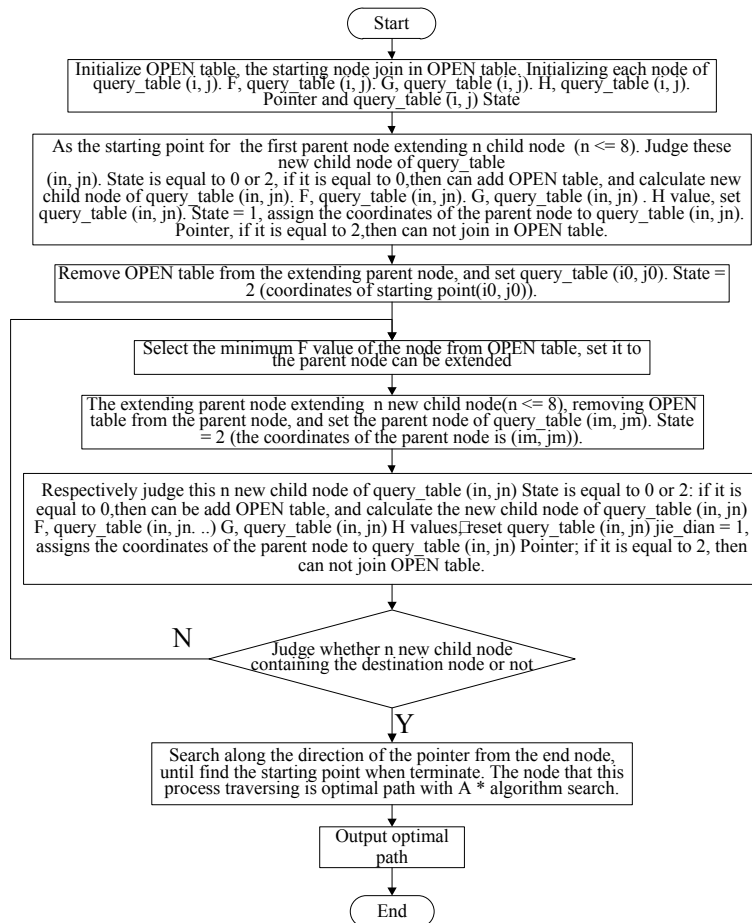 Start
Initialize OPEN table, the starting node join in OPEN table. Initializing each node of
query_table (i, j). F, query_table (i, j). G, query_table (i, j). H, query_table (i, j).
Pointer and query_table (i, j) State
As the starting point for the first parent node extending n child node (n <= 8). Judge these
new child node of query_table
(in, jn). State is equal to 0 or 2, if it is equal to 0,then can add OPEN table, and calculate new
child node of query_table (in, jn). F, query_table (in, jn). G, query_table (in, jn) . H value, set
query_table (in, jn). State = 1, assign the coordinates of the parent node to query_table (in, jn).
Pointer, if it is equal to 2,then can not join in OPEN table.
Remove OPEN table from the extending parent node, and set query_table (i0, j0). State =
2 (coordinates of starting point(i0, j0)).
Select the minimum F value of the node from OPEN table, set it to
the parent node can be extended
The extending parent node extending n new child node(n <= 8), removing OPEN
table from the parent node, and set the parent node of query_table (im, jm). State
= 2 (the coordinates of the parent node is (im, jm)).
Respectively judge this n new child node of query_table (in, jn) State is equal to 0 or 2: if it is
equal to 0,then can be add OPEN table, and calculate the new child node of query_table (in, jn)
F, query_table (in, jn. ..) G, query_table (in, jn) H values,□reset query_table (in, jn) jie_dian = 1,
assigns the coordinates of the parent node to query_table (in, jn) Pointer; if it is equal to 2, then
can not join OPEN table.
N
Judge whether n new child node
containing the destination node or not
Y
Search along the direction of the pointer from the end node,
until find the starting point when terminate. The node that this
process traversing is optimal path with A * algorithm search.
Output optimal
path
End